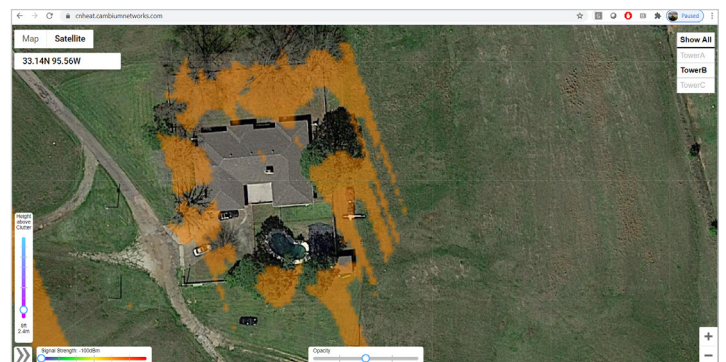 cnheat.cambiumnetworks.com
Paused
Map Satellite
33.14N 95.56W
Show All
TowerA
TowerB
TowerC
Height
above
Clutter
8ft
2.4m
Signal Strength: -100dBm
Opacity